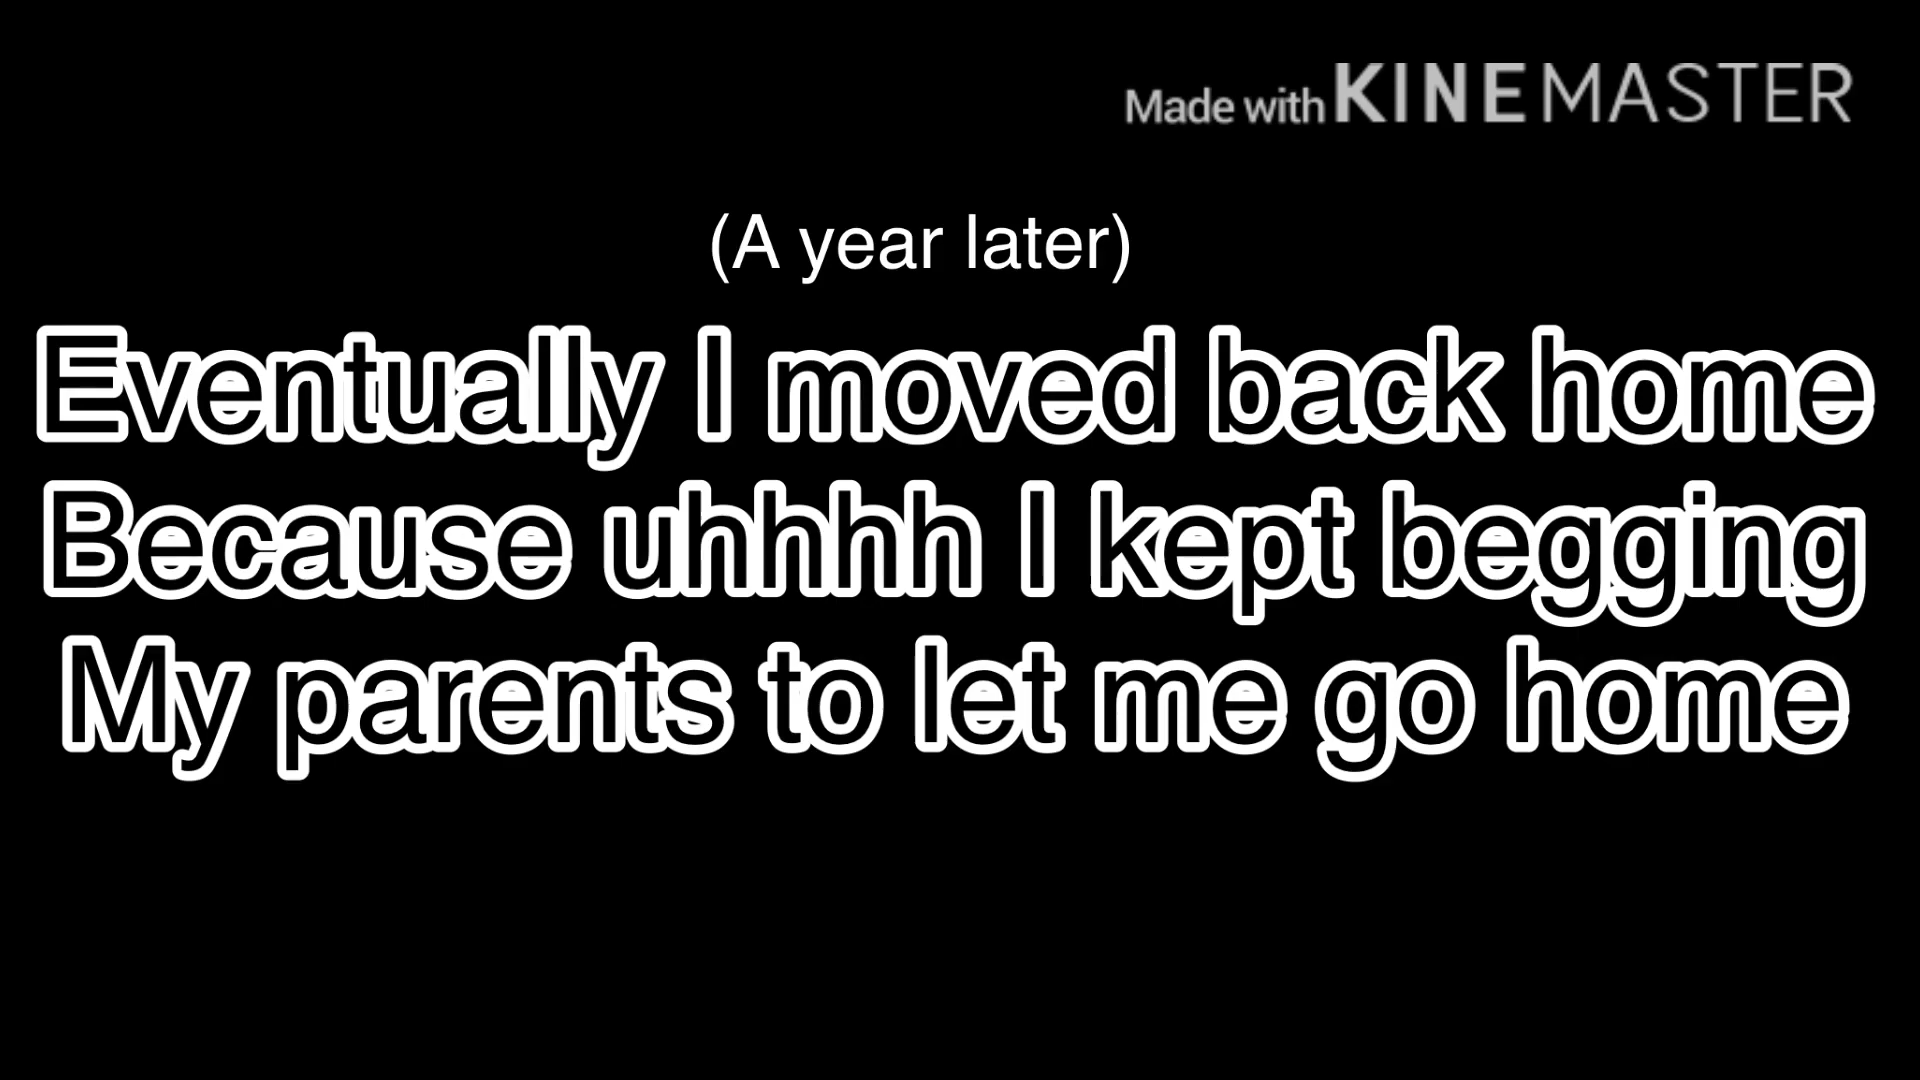 Made with KINEMASTER
(A year later)
Eventually I moved back home
Because uhhhh I kept begging
My parents to let me go home